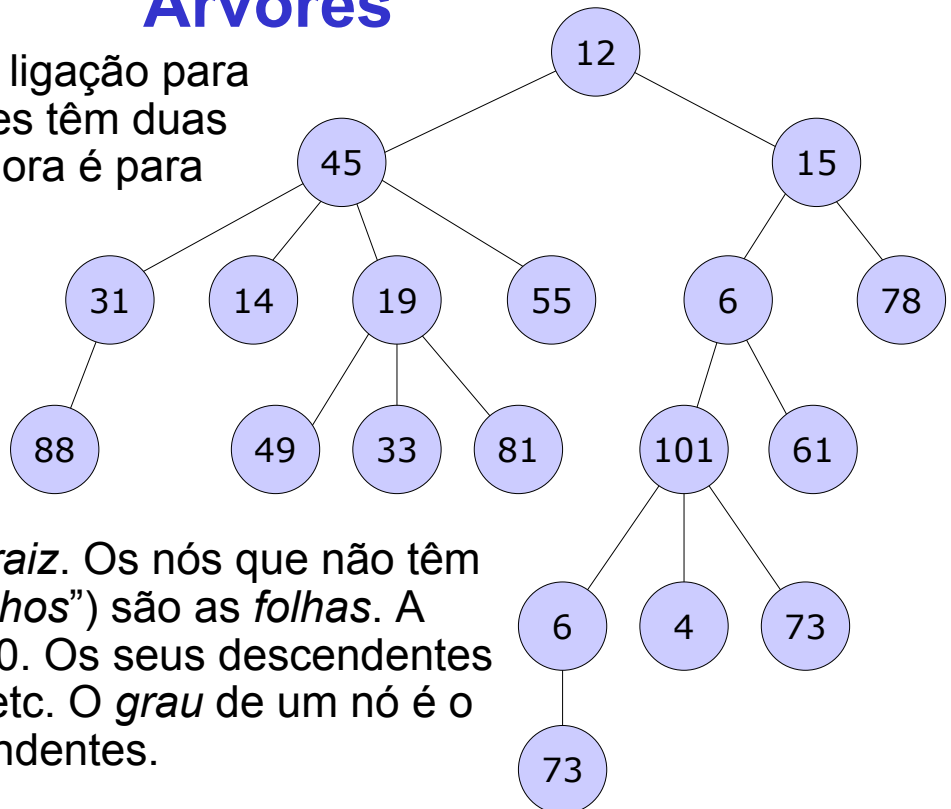 Árvores
ligação para
es têm duas
ora é para
12
45 15
31 14 19 55 6 78
88 49 33 81 101 61
raiz. Os nós que não têm
hos”) são as folhas. A
0. Os seus descendentes
etc. O grau de um nó é o
ndentes.
6 4 73
73